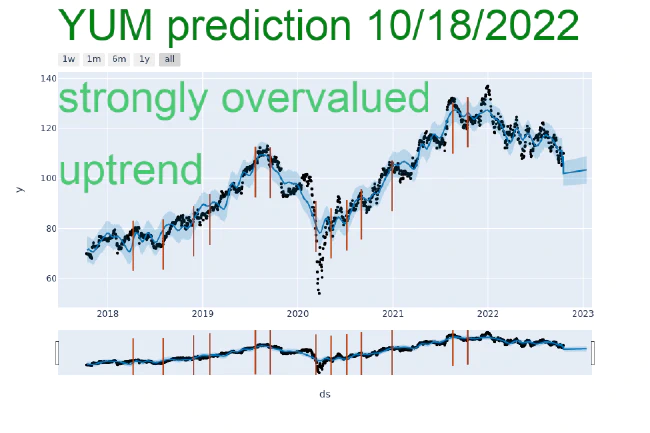 YUM prediction 10/18/2022
1w 1m 6m 1y all
140
strongly overvalued
120
uptrend
100
y
80
60
2018 2019 2020 2021 2022 2023
ds